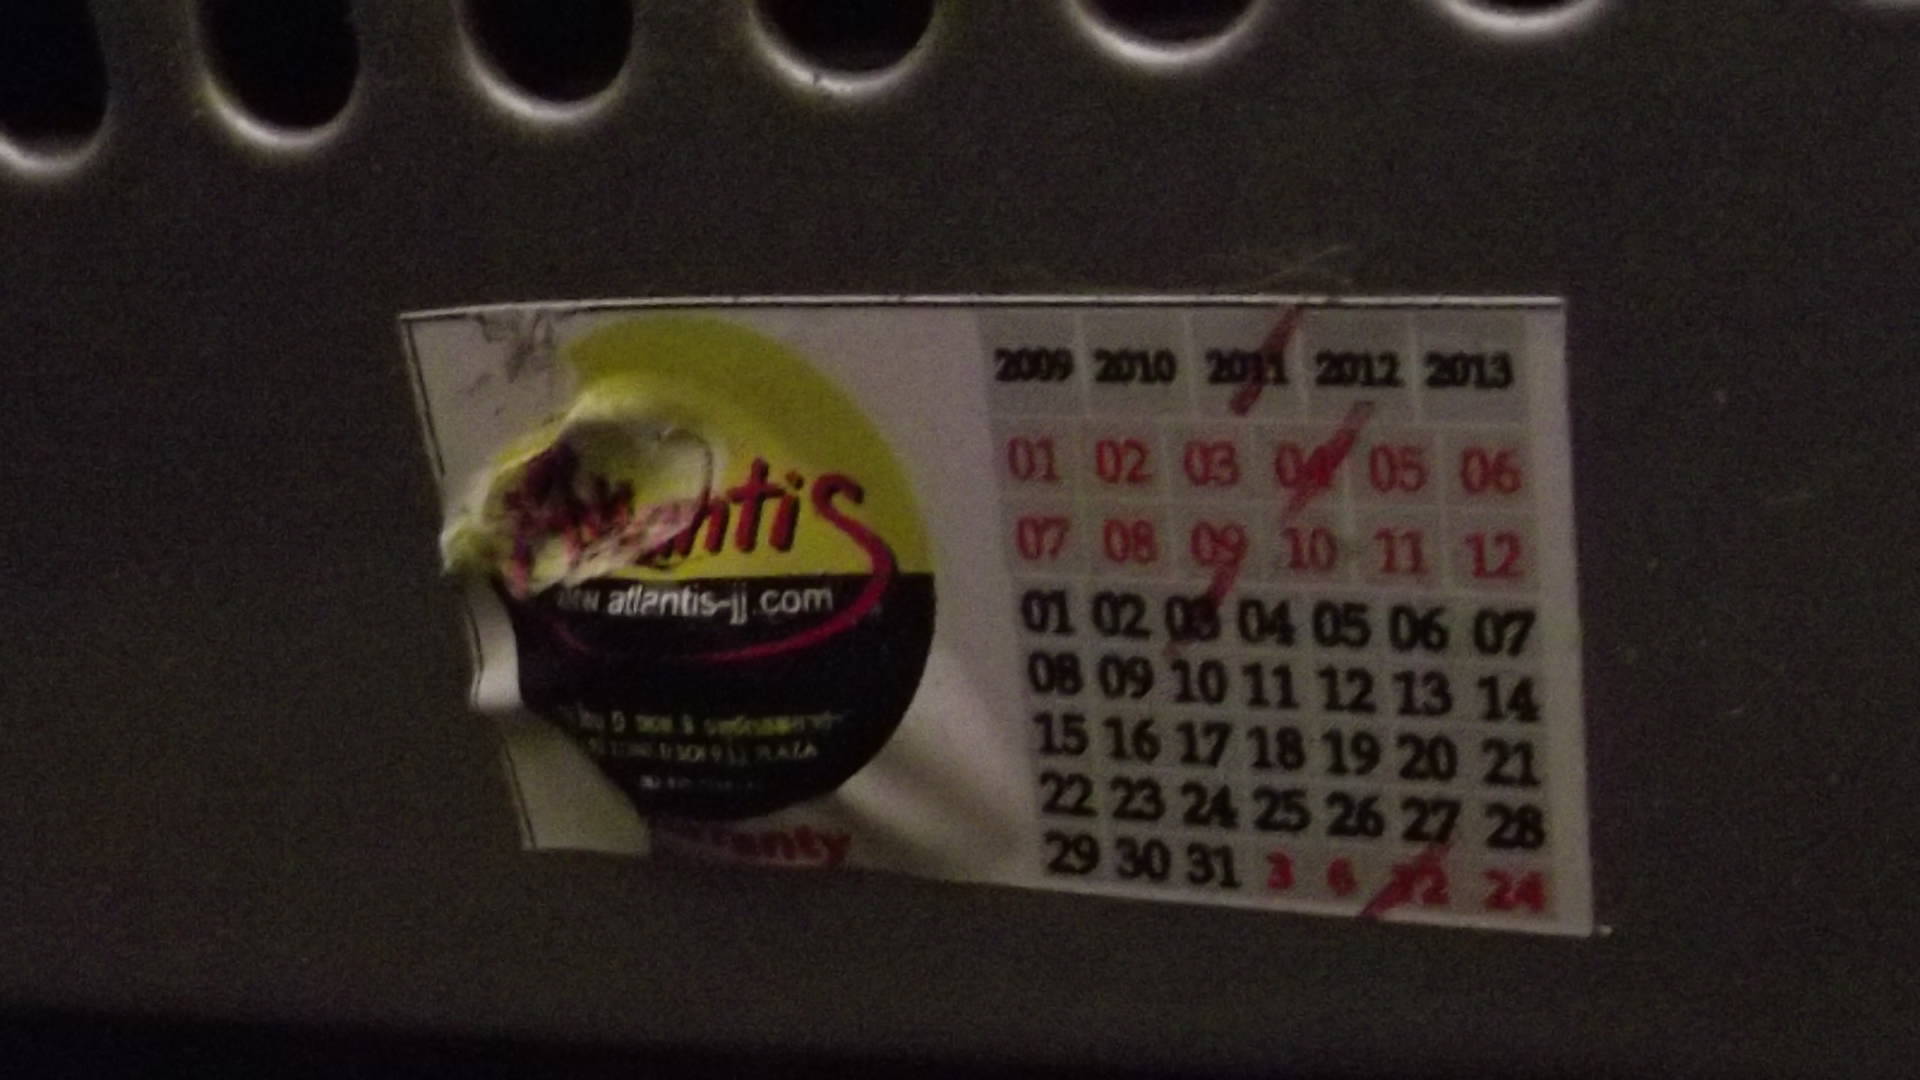 Atlantis
www.atlantis-jj.com
PLAZA
2009 2010 2011 2012 2013
01 02 03 04 05 06
07 08 09 10 11 12
01 02 03 04 05 06 07
08 09 10 11 12 13 14
15 16 17 18 19 20 21
22 23 24 25 26 27 28
29 30 31 3 6 12 24